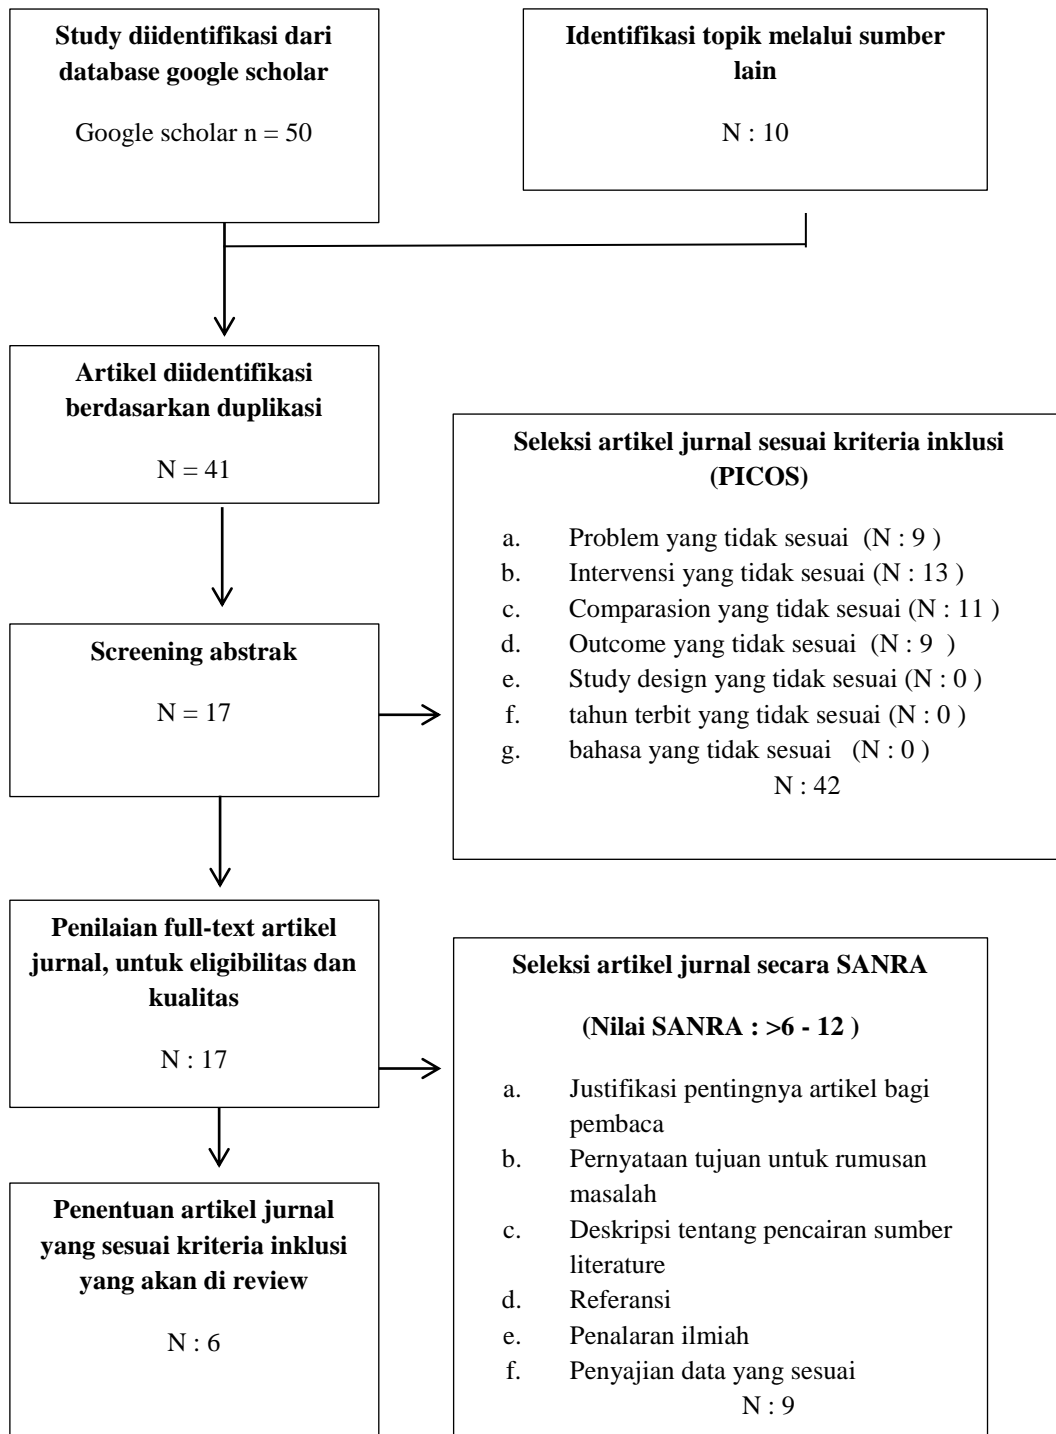 Study diidentifikasi dari
database google scholar
Google scholar n = 50
Identifikasi topik melalui sumber
lain
N : 10
Artikel diidentifikasi
berdasarkan duplikasi
N = 41
Seleksi artikel jurnal sesuai kriteria inklusi
(PICOS)
a. Problem yang tidak sesuai (N : 9 )
b. Intervensi yang tidak sesuai (N : 13 )
c. Comparasion yang tidak sesuai (N : 11 )
d. Outcome yang tidak sesuai (N : 9 )
e. Study design yang tidak sesuai (N : 0 )
f. tahun terbit yang tidak sesuai (N : 0 )
g. bahasa yang tidak sesuai (N : 0 )
N : 42
Screening abstrak
N = 17
Penilaian full-text artikel
jurnal, untuk eligibilitas dan
kualitas
N : 17
Seleksi artikel jurnal secara SANRA
(Nilai SANRA : >6 - 12 )
a. Justifikasi pentingnya artikel bagi
pembaca
b. Pernyataan tujuan untuk rumusan
masalah
c. Deskripsi tentang pencairan sumber
literature
d. Referansi
e. Penalaran ilmiah
f. Penyajian data yang sesuai
N : 9
Penentuan artikel jurnal
yang sesuai kriteria inklusi
yang akan di review
N : 6